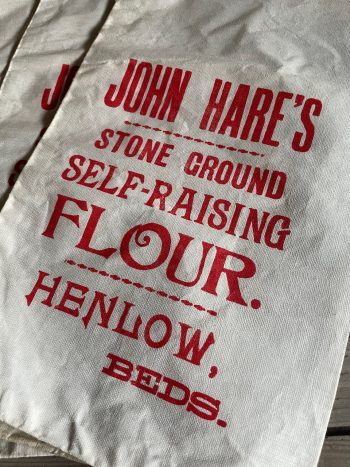 JOHN HARE'S
STONE GROUND
SELF-RAISING
FLOUR.
HENLOW,
BEDS.
J